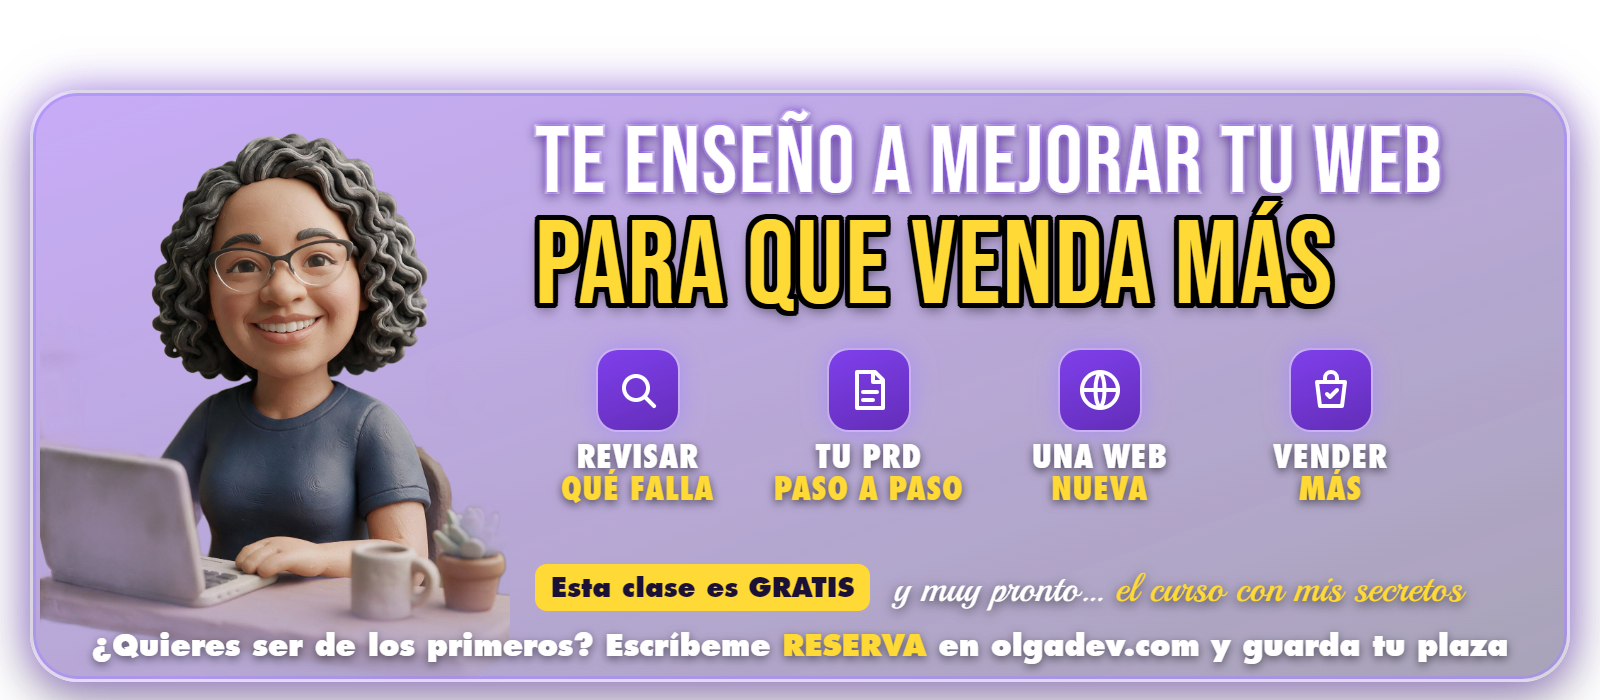 TE ENSEÑO A MEJORAR TU WEB
PARA QUE VENDA MÁS
REVISAR
QUÉ FALLA
TU PRD
PASO A PASO
UNA WEB
NUEVA
VENDER
MÁS
Esta clase es GRATIS y muy pronto... el curso con mis secretos
¿Quieres ser de los primeros? Escríbeme RESERVA en olgadev.com y guarda tu plaza